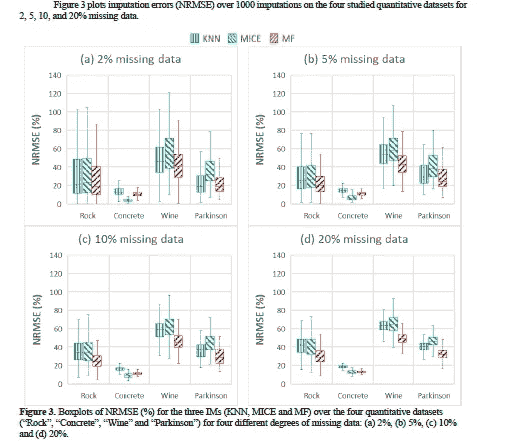 Figure 3 plots imputation errors (NRMSE) over 1000 imputations on the four studied quantitative datasets for
2, 5, 10, and 20% missing data.
KNN MICE MF
(a) 2% missing data
140
120
100
80
60
40
20
0
NRMSE (%)
Rock Concrete Wine Parkinson
(b) 5% missing data
140
120
100
80
60
40
20
0
NRMSE (%)
Rock Concrete Wine Parkinson
(c) 10% missing data
140
120
100
80
60
40
20
0
NRMSE (%)
Rock Concrete Wine Parkinson
(d) 20% missing data
140
120
100
80
60
40
20
0
NRMSE (%)
Rock Concrete Wine Parkinson
Figure 3. Boxplots of NRMSE (%) for the three IMs (KNN, MICE and MF) over the four quantitative datasets
("Rock", "Concrete", "Wine" and "Parkinson") for four different degrees of missing data: (a) 2%, (b) 5%, (c) 10%
and (d) 20%.